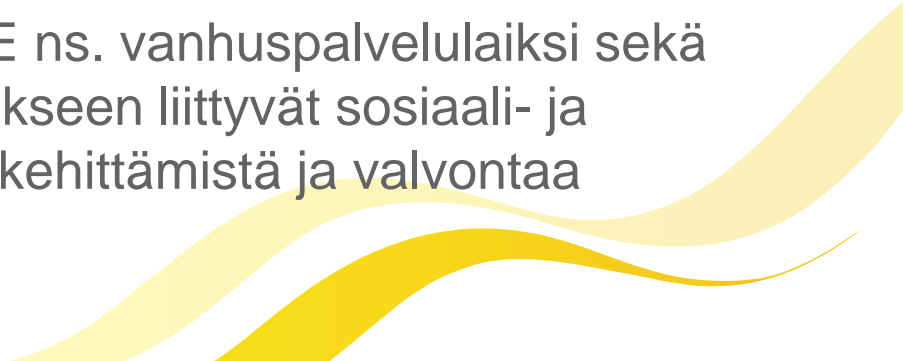 E ns. vanhuspalvelulaiksi sekä
kseen liittyvät sosiaali- ja
kehittämistä ja valvontaa